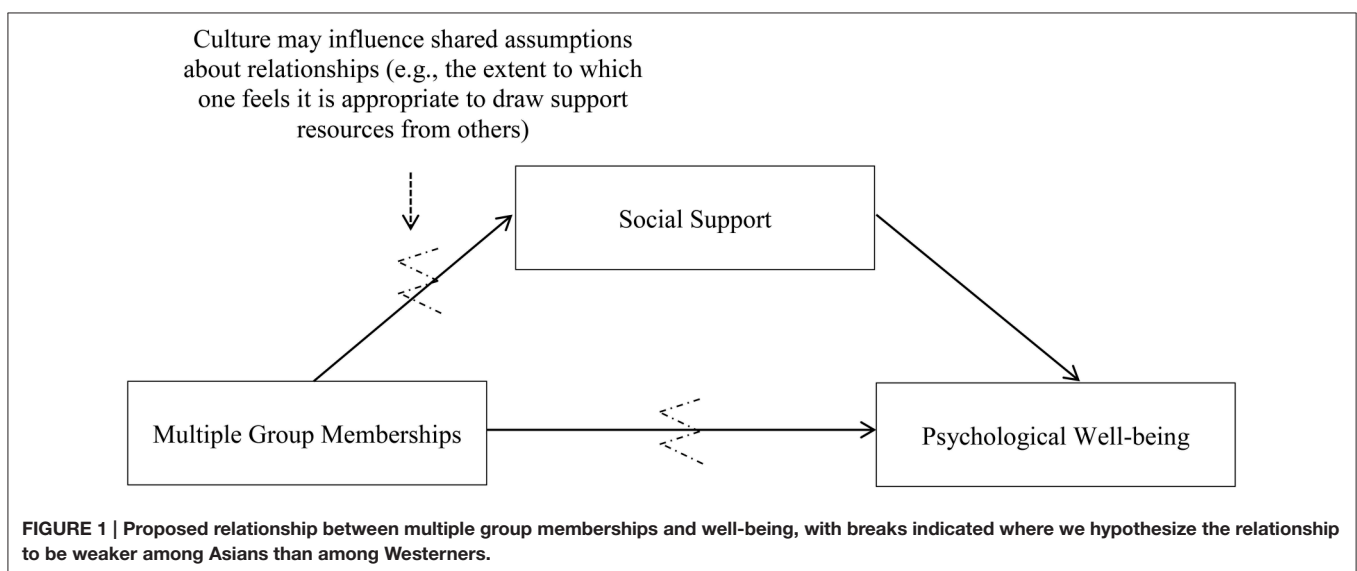 Culture may influence shared assumptions
about relationships (e.g., the extent to which
one feels it is appropriate to draw support
resources from others)
Social Support
Multiple Group Memberships
Psychological Well-being
FIGURE 1 | Proposed relationship between multiple group memberships and well-being, with breaks indicated where we hypothesize the relationship
to be weaker among Asians than among Westerners.